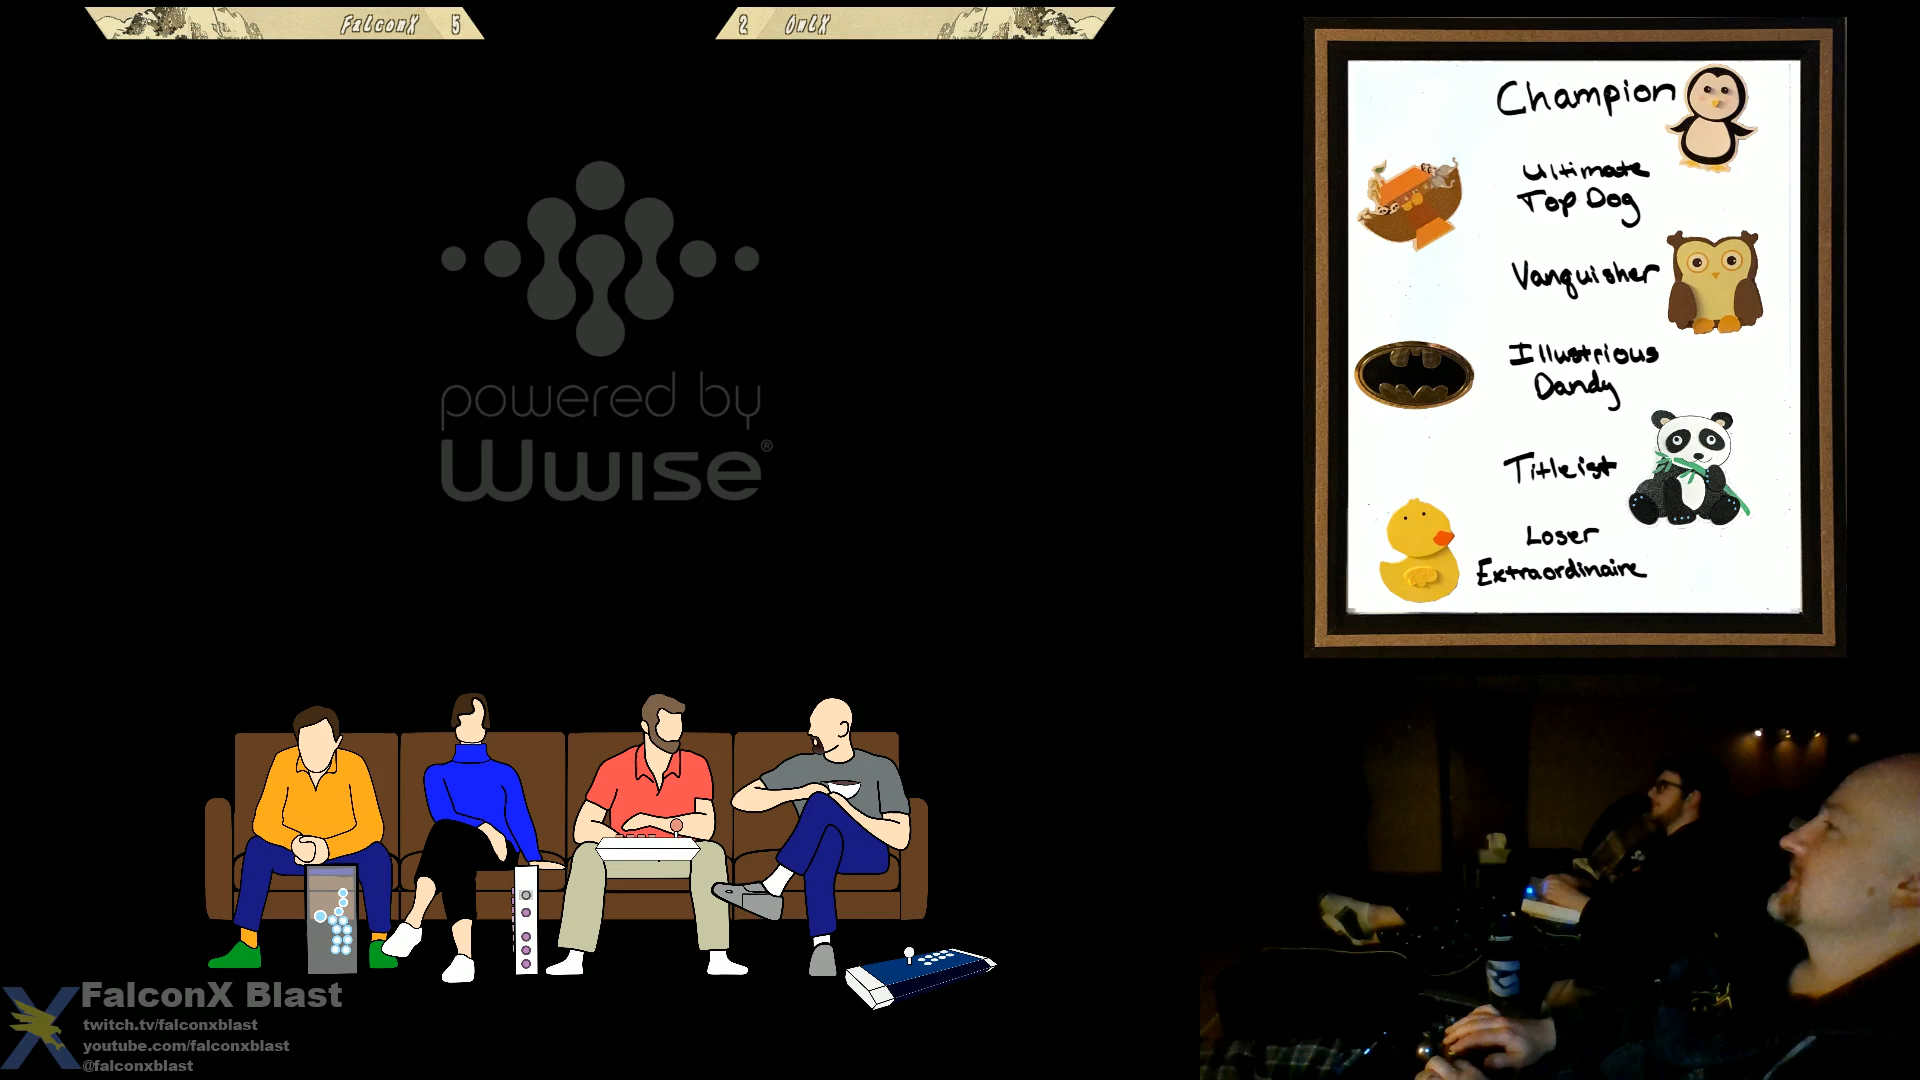 FalconX 5
2 OnlX
powered by
Wwise®
Champion
Ultimate
Top Dog
Vanquisher
Illustrious
Dandy
Titleist
Loser
Extraordinaire
FalconX Blast
twitch.tv/falconxblast
youtube.com/falconxblast
@falconxblast